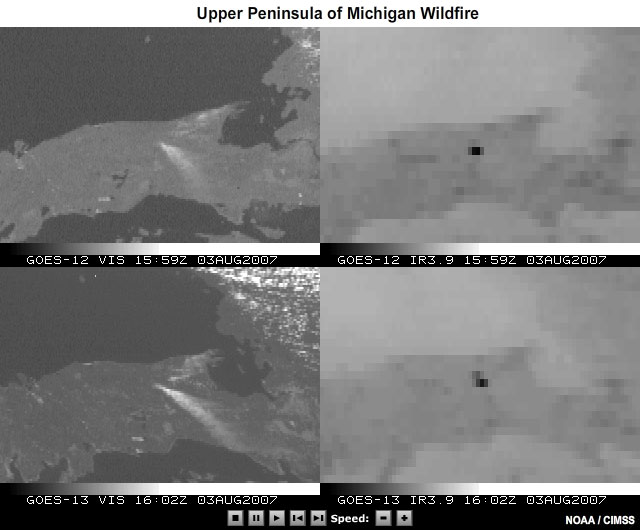 Upper Peninsula of Michigan Wildfire
GOES-12 VIS 15:59Z 03AUG2007
GOES-12 IR3.9 15:59Z 03AUG2007
GOES-13 VIS 16:02Z 03AUG2007
GOES-13 IR3.9 16:02Z 03AUG2007
Speed:
NOAA / CIMSS